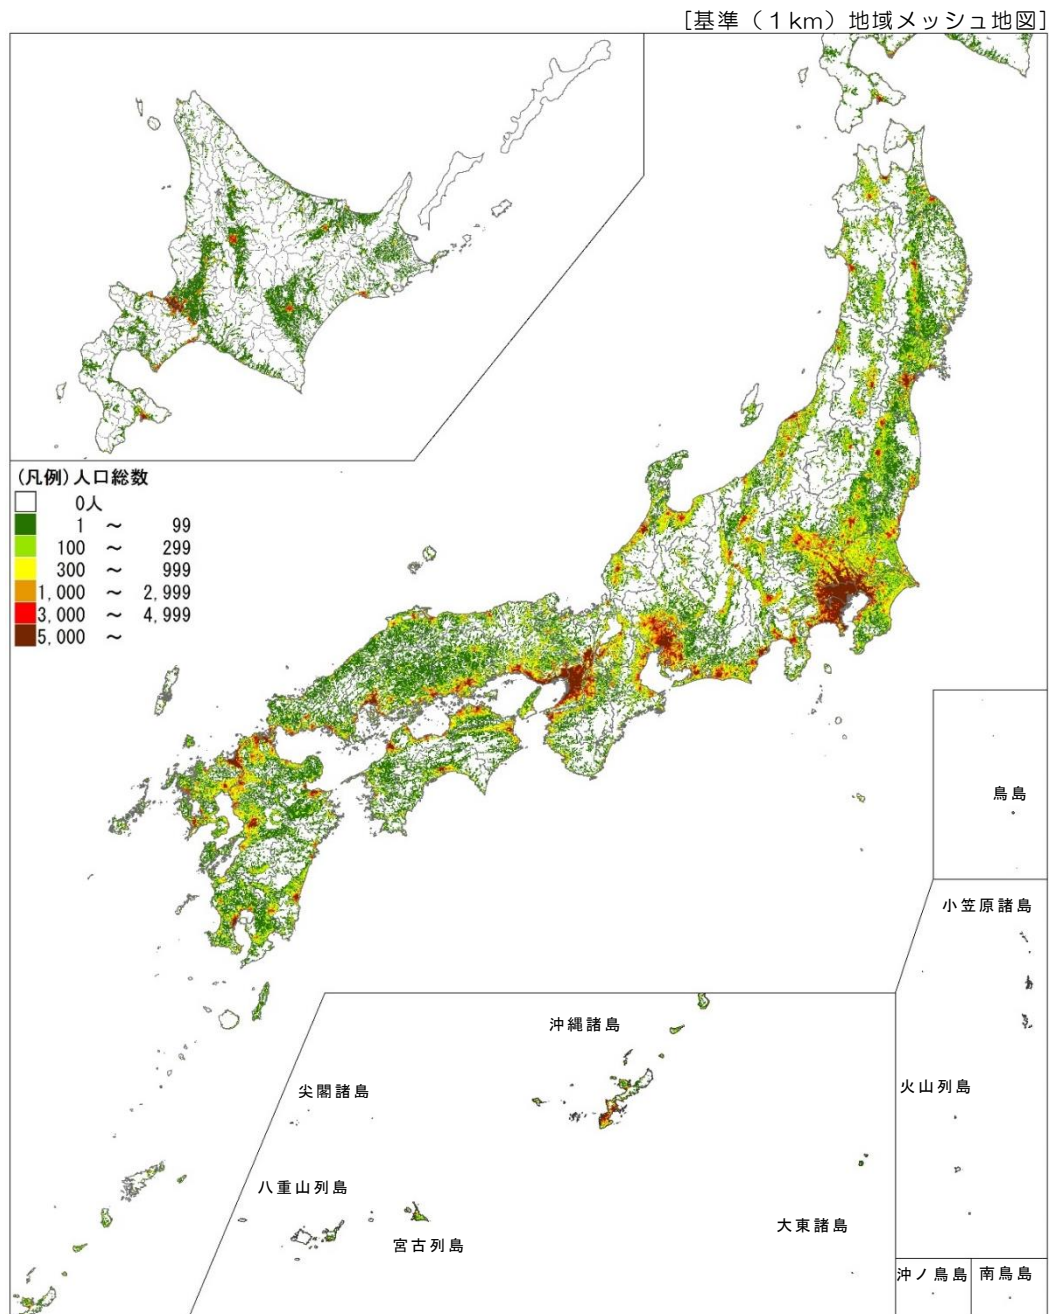 [基準（１km）地域メッシュ地図]
(凡例)人口総数
0人
1 ～ 99
100 ～ 299
300 ～ 999
1,000 ～ 2,999
3,000 ～ 4,999
5,000 ～
鳥島
小笠原諸島
沖縄諸島
尖閣諸島
火山列島
八重山列島
宮古列島
大東諸島
沖ノ鳥島
南鳥島